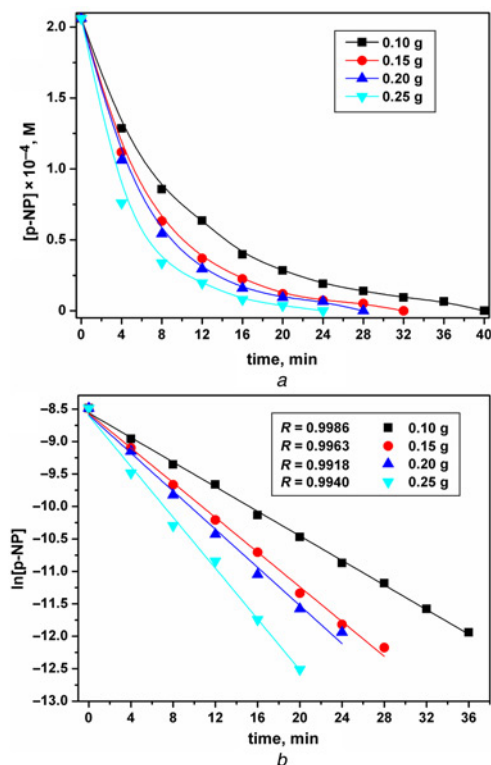 2.0
1.5
1.0
0.5
0
[p-NP] × 10⁻⁴, M
0.10 g
0.15 g
0.20 g
0.25 g
0 4 8 12 16 20 24 28 32 36 40
time, min
a
−8.5
−9.0
−9.5
−10.0
−10.5
−11.0
−11.5
−12.0
−12.5
−13.0
ln[p-NP]
R = 0.9986 0.10 g
R = 0.9963 0.15 g
R = 0.9918 0.20 g
R = 0.9940 0.25 g
0 4 8 12 16 20 24 28 32 36
time, min
b